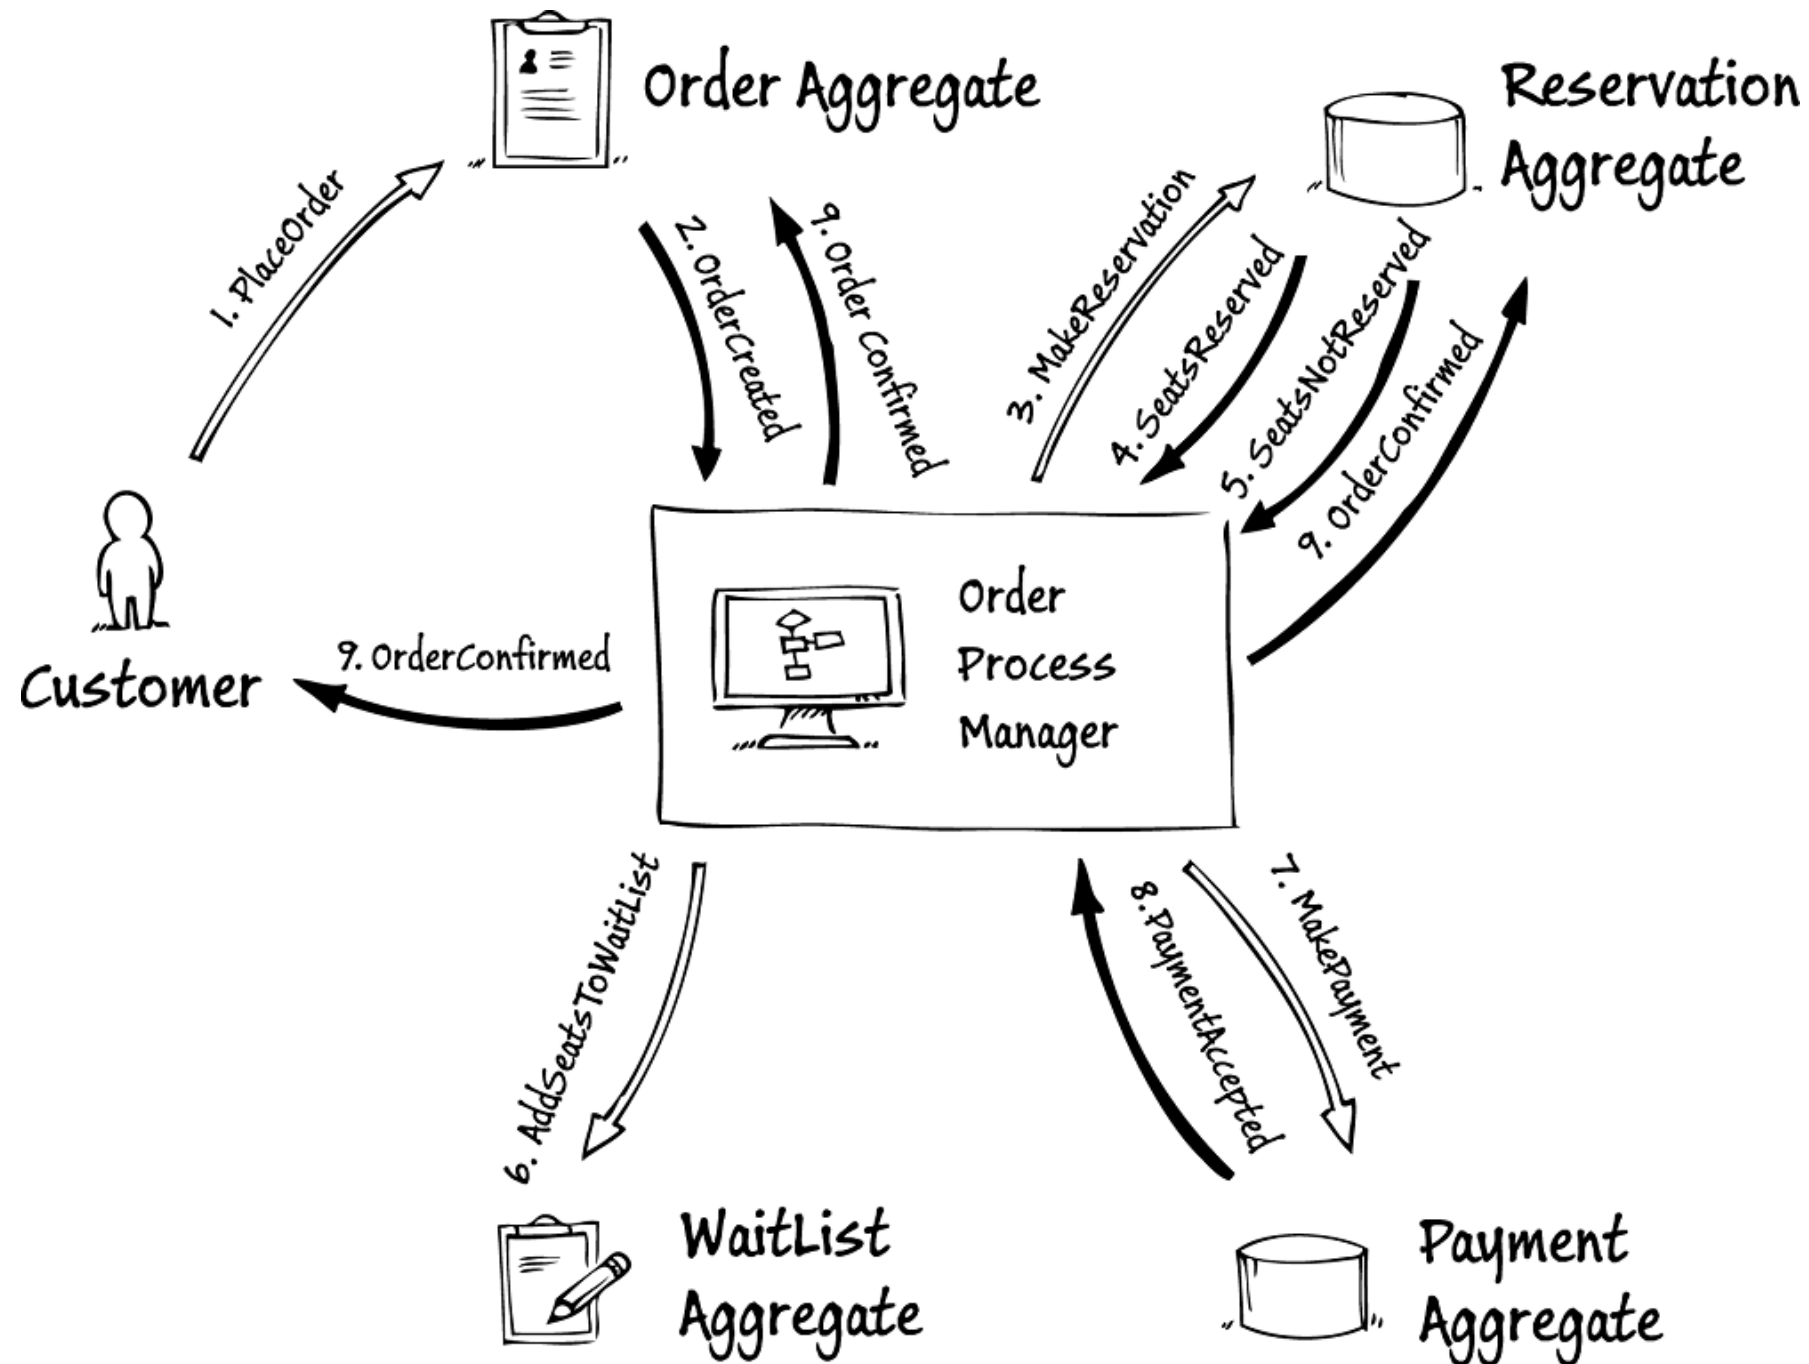 Order Aggregate
Reservation
Aggregate
1. PlaceOrder
2. OrderCreated
9. Order Confirmed
3. MakeReservation
4. SeatsReserved
5. SeatsNotReserved
9. OrderConfirmed
Customer
9. OrderConfirmed
Order
Process
Manager
6. AddSeatsToWaitList
8.PaymentAccepted
7. MakePayment
WaitList
Aggregate
Payment
Aggregate